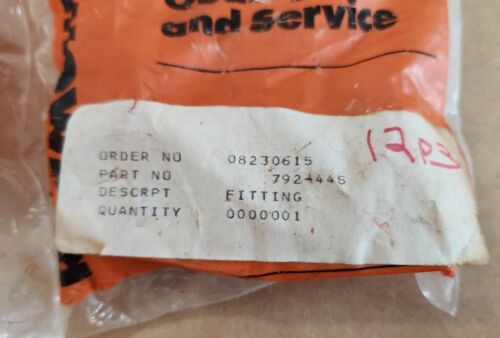 and service
ORDER NO 08230615
PART NO 792-445
DESCRPT FITTING
QUANTITY 0000001
12P3